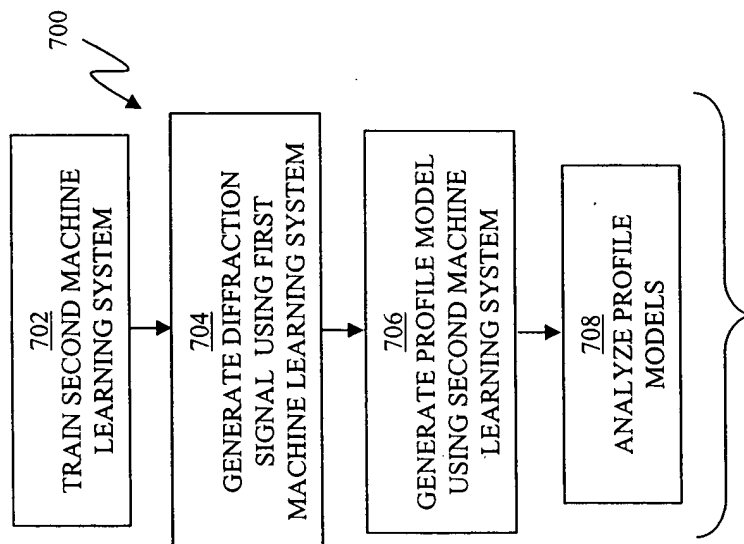 700
702
TRAIN SECOND MACHINE
LEARNING SYSTEM
704
GENERATE DIFFRACTION
SIGNAL USING FIRST
MACHINE LEARNING SYSTEM
706
GENERATE PROFILE MODEL
USING SECOND MACHINE
LEARNING SYSTEM
708
ANALYZE PROFILE
MODELS